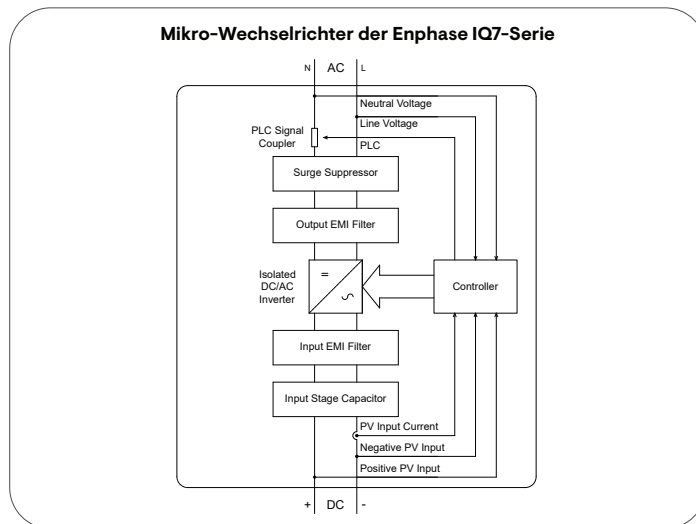 Mikro-Wechselrichter der Enphase IQ7-Serie
N AC L
Neutral Voltage
Line Voltage
PLC Signal
Coupler
PLC
Surge Suppressor
Output EMI Filter
Isolated
DC/AC
Inverter
=
∿
Controller
Input EMI Filter
Input Stage Capacitor
PV Input Current
Negative PV Input
Positive PV Input
+ DC -